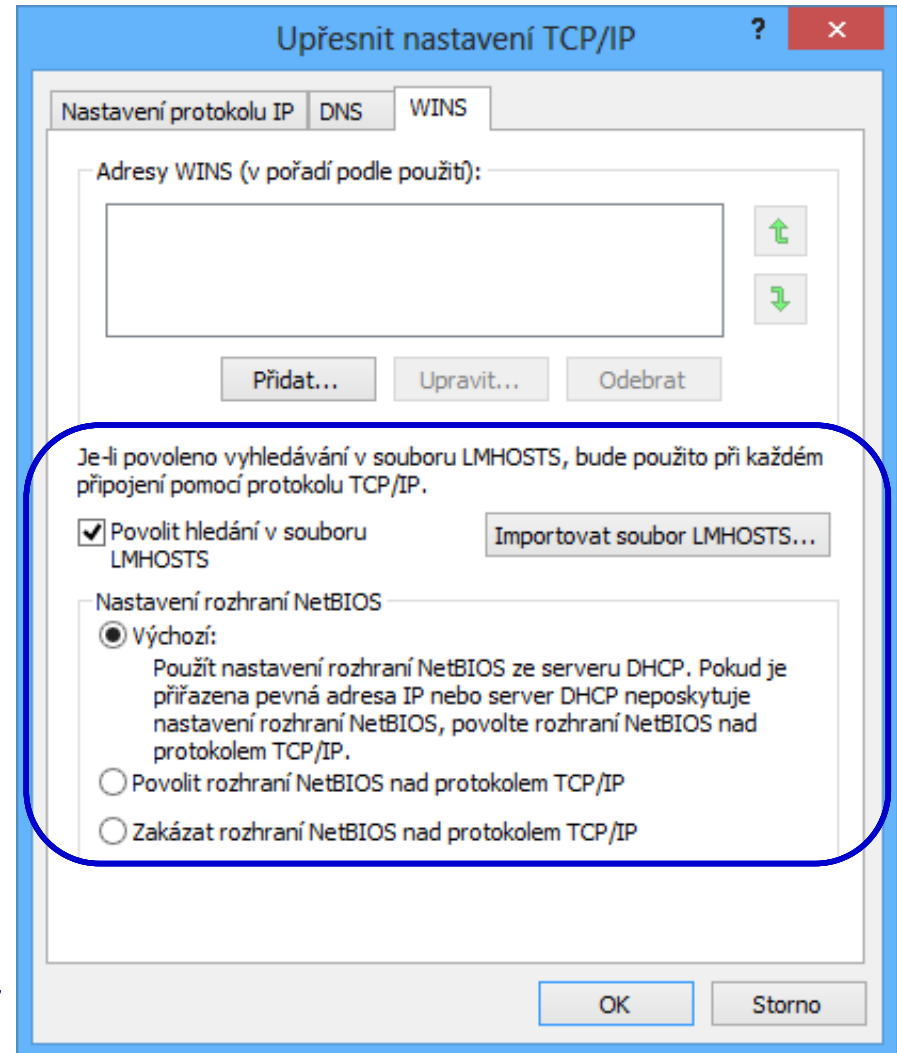 Upřesnit nastavení TCP/IP
Nastavení protokolu IP DNS WINS
Adresy WINS (v pořadí podle použití):
Přidat... Upravit... Odebrat
Je-li povoleno vyhledávání v souboru LMHOSTS, bude použito při každém
připojení pomocí protokolu TCP/IP.
Povolit hledání v souboru
LMHOSTS
Importovat soubor LMHOSTS...
Nastavení rozhraní NetBIOS
Výchozí:
Použít nastavení rozhraní NetBIOS ze serveru DHCP. Pokud je
přiřazena pevná adresa IP nebo server DHCP neposkytuje
nastavení rozhraní NetBIOS, povolte rozhraní NetBIOS nad
protokolem TCP/IP.
Povolit rozhraní NetBIOS nad protokolem TCP/IP
Zakázat rozhraní NetBIOS nad protokolem TCP/IP
OK Storno